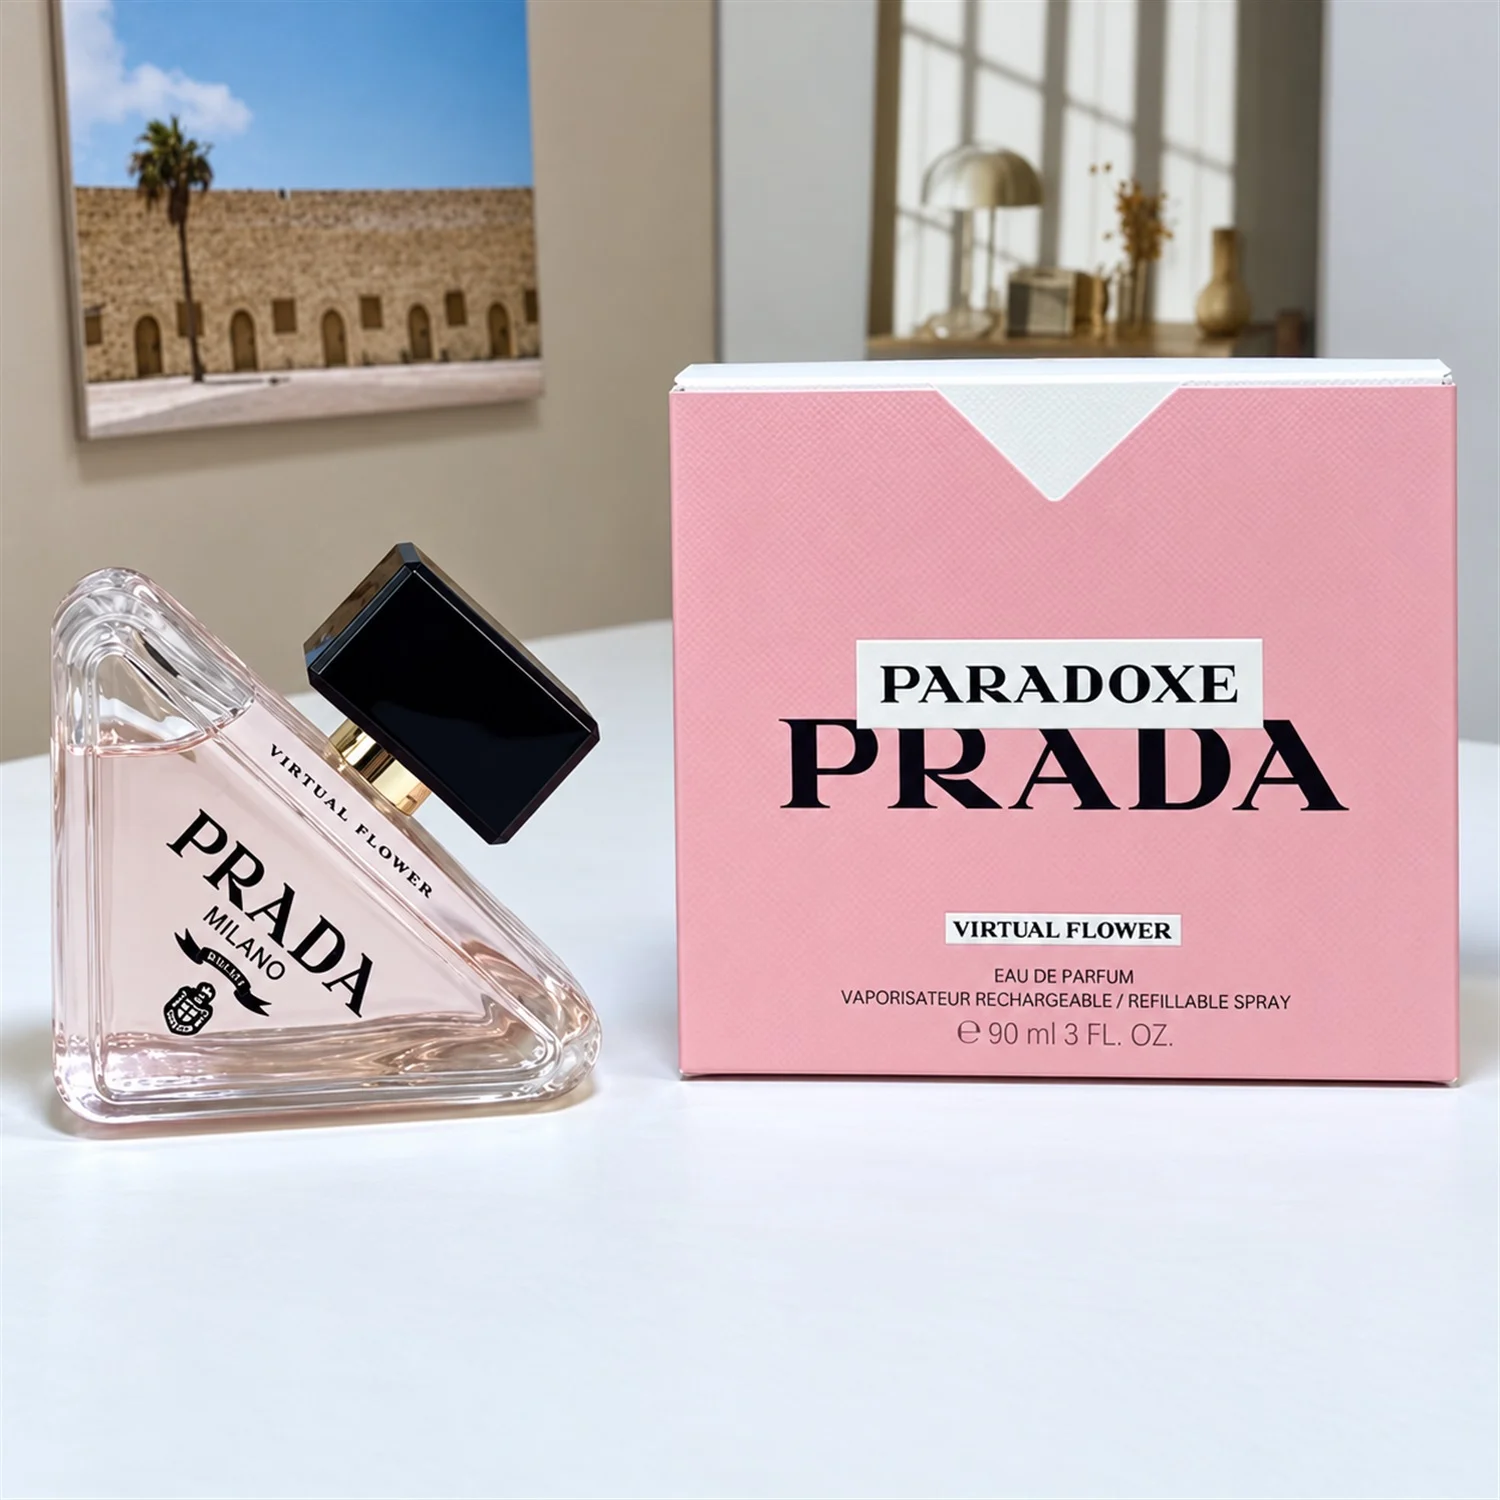 VIRTUAL FLOWER
PRADA
MILANO
PARADOXE
PRADA
VIRTUAL FLOWER
EAU DE PARFUM
VAPORISATEUR RECHARGEABLE / REFILLABLE SPRAY
℮ 90 ml 3 FL. OZ.